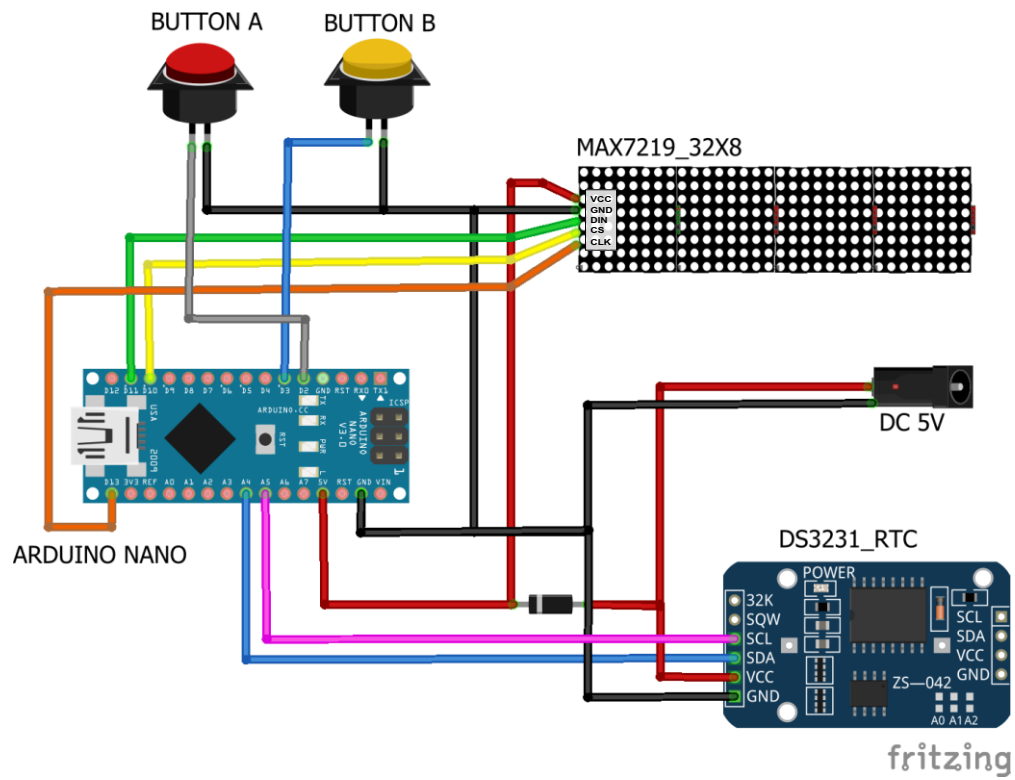 BUTTON A
BUTTON B
MAX7219_32X8
VCC
GND
DIN
CS
CLK
D12 D11 D10 D9 D8 D7 D6 D5 D4 D3 D2 GND RST RX0 TX1
USA
2009
ARDUINO.CC
RST
TX
RX
PWR
L
ARDUINO
NANO
V3.0
ICSP
1
D13 3V3 REF A0 A1 A2 A3 A4 A5 A6 A7 5V RST GND VIN
ARDUINO NANO
DC 5V
DS3231_RTC
POWER
32K
SQW
SCL
SDA
VCC
GND
SCL
SDA
VCC
GND
ZS—042
A0 A1 A2
fritzing